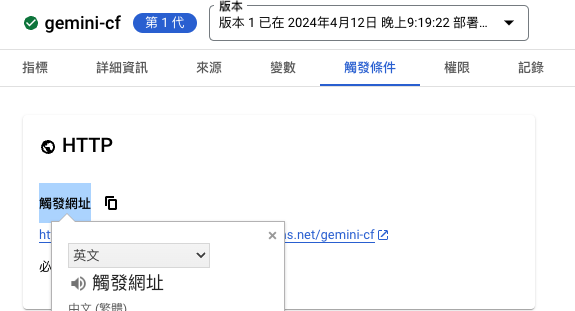 gemini-cf
第 1 代
版本
版本 1 已在 2024年4月12日 晚上9:19:22 部署...
指標
詳細資訊
來源
變數
觸發條件
權限
記錄
HTTP
觸發網址
ht
s.net/gemini-cf
英文
觸發網址
中文 (繁體)